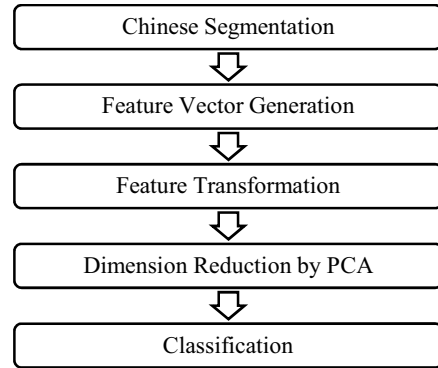 Chinese Segmentation
Feature Vector Generation
Feature Transformation
Dimension Reduction by PCA
Classification